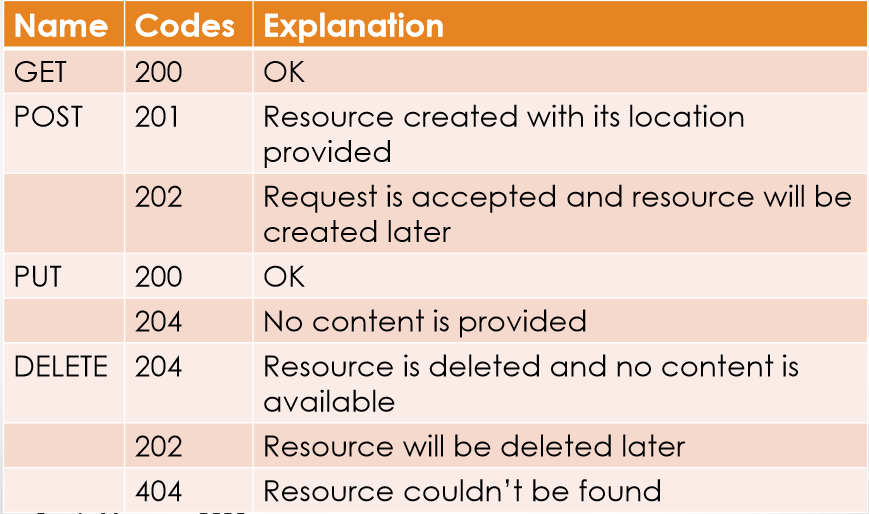 Name Codes Explanation
GET 200 OK
POST 201 Resource created with its location
provided
202 Request is accepted and resource will be
created later
PUT 200 OK
204 No content is provided
DELETE 204 Resource is deleted and no content is
available
202 Resource will be deleted later
404 Resource couldn't be found